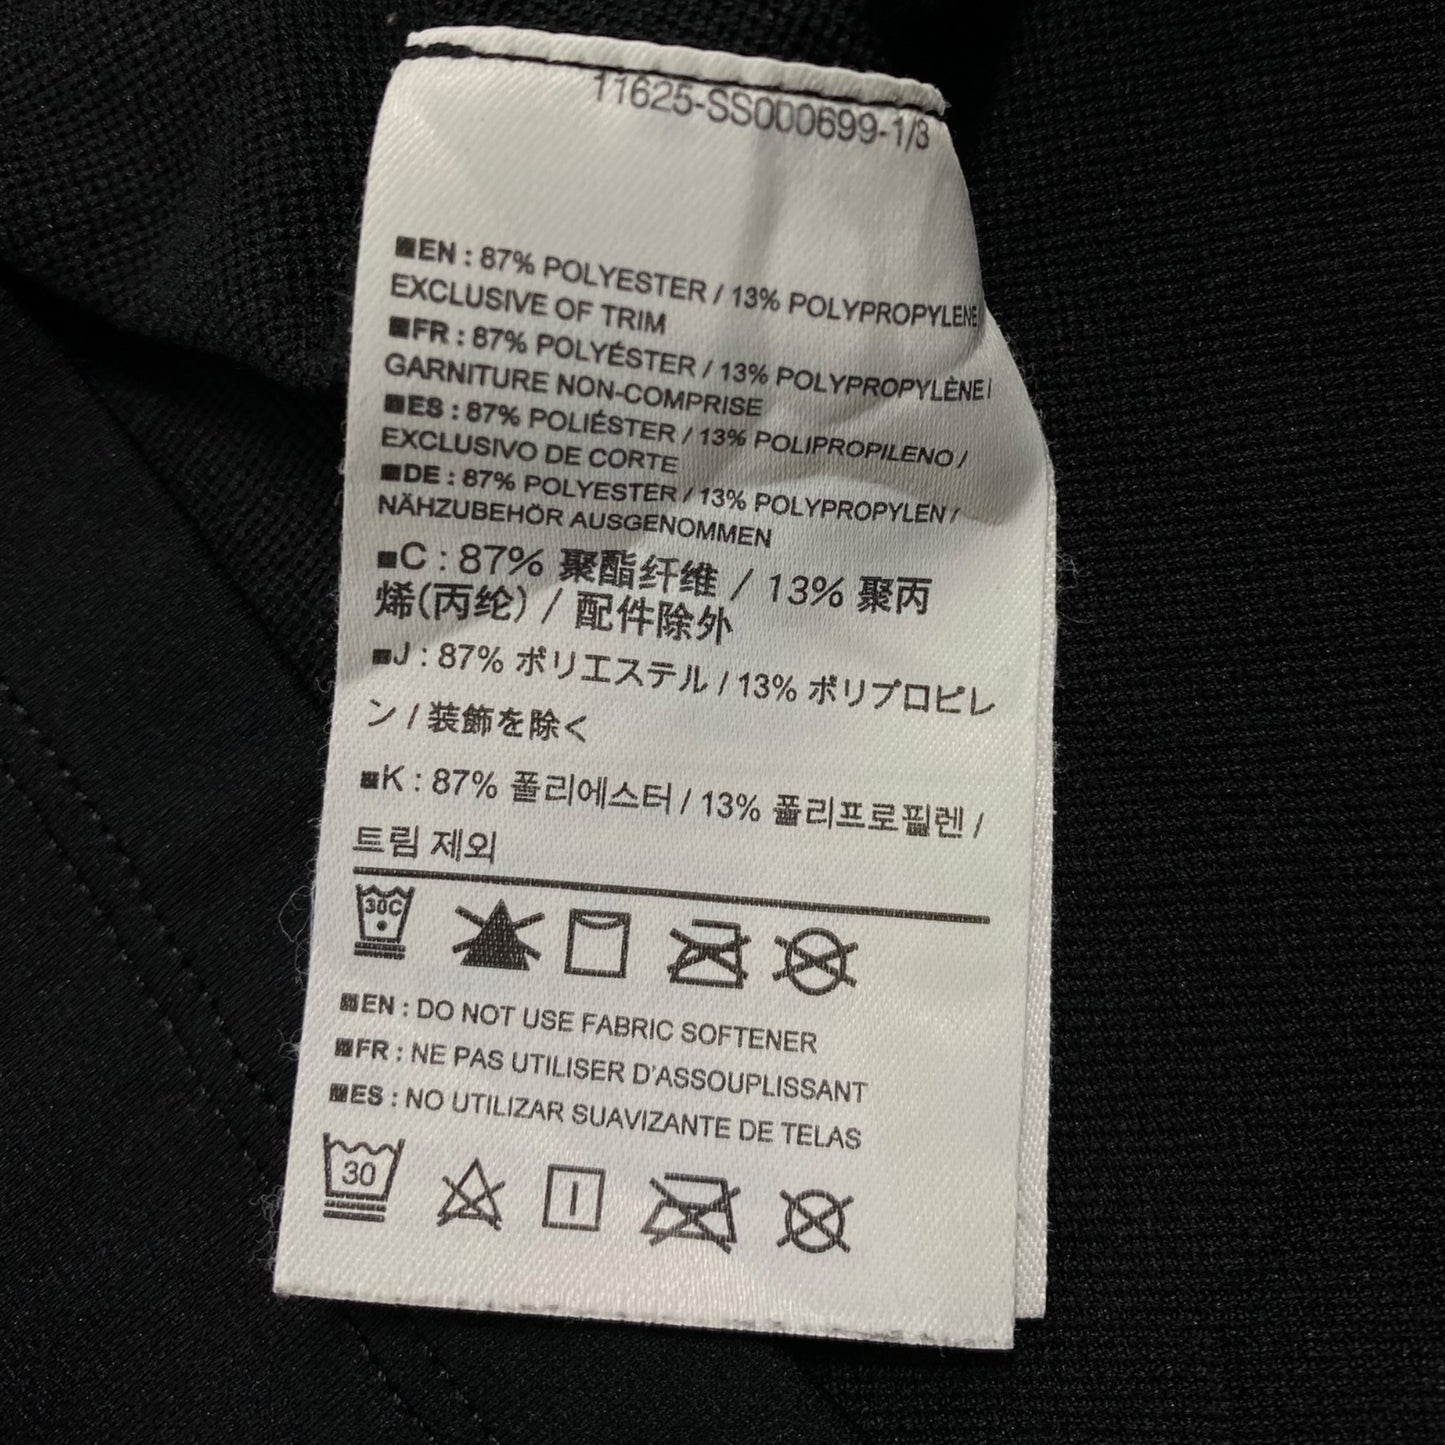 11625-SS000699-1/3
■EN : 87% POLYESTER / 13% POLYPROPYLENE /
EXCLUSIVE OF TRIM
■FR : 87% POLYÉSTER / 13% POLYPROPYLÈNE /
GARNITURE NON-COMPRISE
■ES : 87% POLIÉSTER / 13% POLIPROPILENO /
EXCLUSIVO DE CORTE
■DE : 87% POLYESTER / 13% POLYPROPYLEN /
NÄHZUBEHÖR AUSGENOMMEN
■C : 87% 聚酯纤维 / 13% 聚丙
烯(丙纶) / 配件除外
■J : 87% ポリエステル / 13% ポリプロピレ
ン / 装飾を除く
■K : 87% 폴리에스터 / 13% 폴리프로필렌 /
트림 제외
30C
■EN : DO NOT USE FABRIC SOFTENER
■FR : NE PAS UTILISER D'ASSOUPLISSANT
■ES : NO UTILIZAR SUAVIZANTE DE TELAS
30